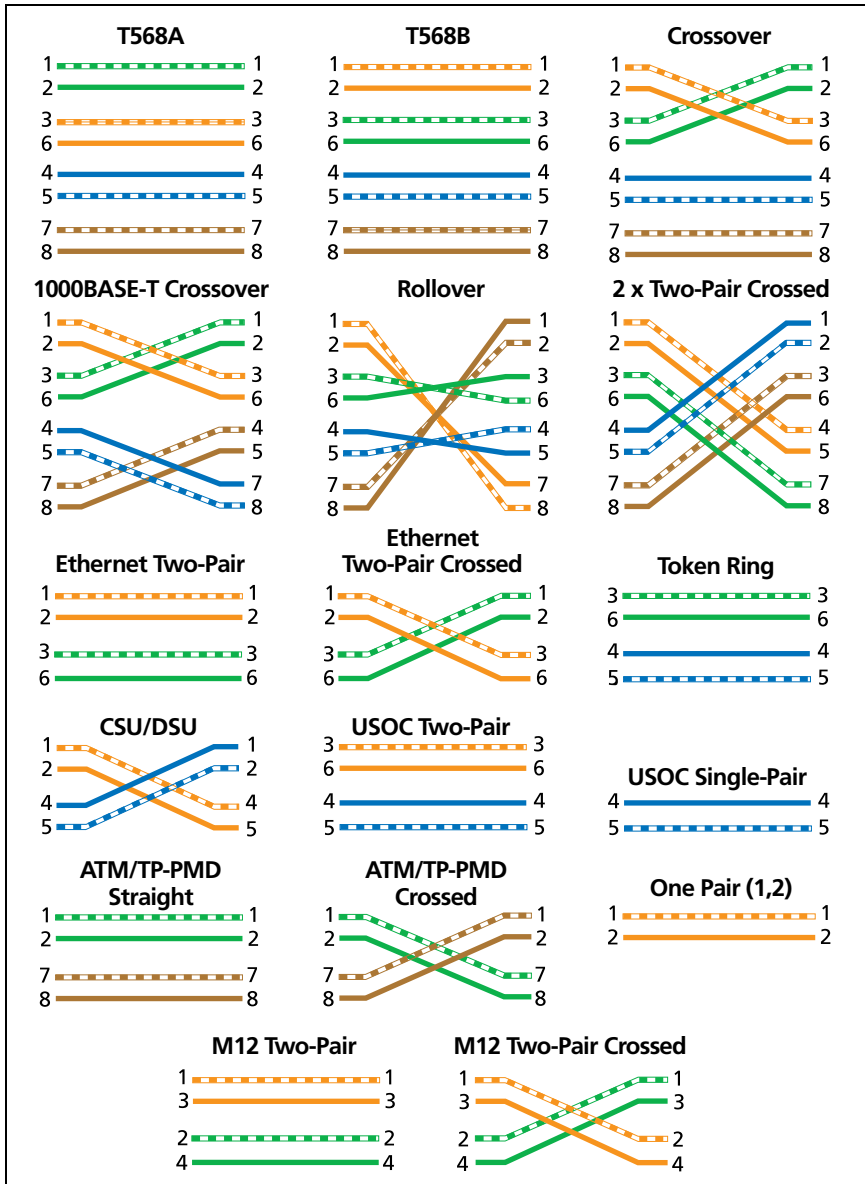 T568A T568B Crossover
1 1 1 1 1 1
2 2 2 2 2 2
3 3 3 3 3 3
6 6 6 6 6 6
4 4 4 4 4 4
5 5 5 5 5 5
7 7 7 7 7 7
8 8 8 8 8 8
1000BASE-T Crossover Rollover 2 x Two-Pair Crossed
1 1 1 1 1 1
2 2 2 2 2 2
3 3 3 3 3 3
6 6 6 6 6 6
4 4 4 4 4 4
5 5 5 5 5 5
7 7 7 7 7 7
8 8 8 8 8 8
Ethernet Two-Pair
1 1
2 2
3 3
6 6
Ethernet
Two-Pair Crossed
1 1
2 2
3 3
6 6
Token Ring
3 3
6 6
4 4
5 5
CSU/DSU
1 1
2 2
4 4
5 5
USOC Two-Pair
3 3
6 6
4 4
5 5
USOC Single-Pair
4 4
5 5
ATM/TP-PMD
Straight
1 1
2 2
7 7
8 8
ATM/TP-PMD
Crossed
1 1
2 2
7 7
8 8
One Pair (1,2)
1 1
2 2
M12 Two-Pair
1 1
3 3
2 2
4 4
M12 Two-Pair Crossed
1 1
3 3
2 2
4 4